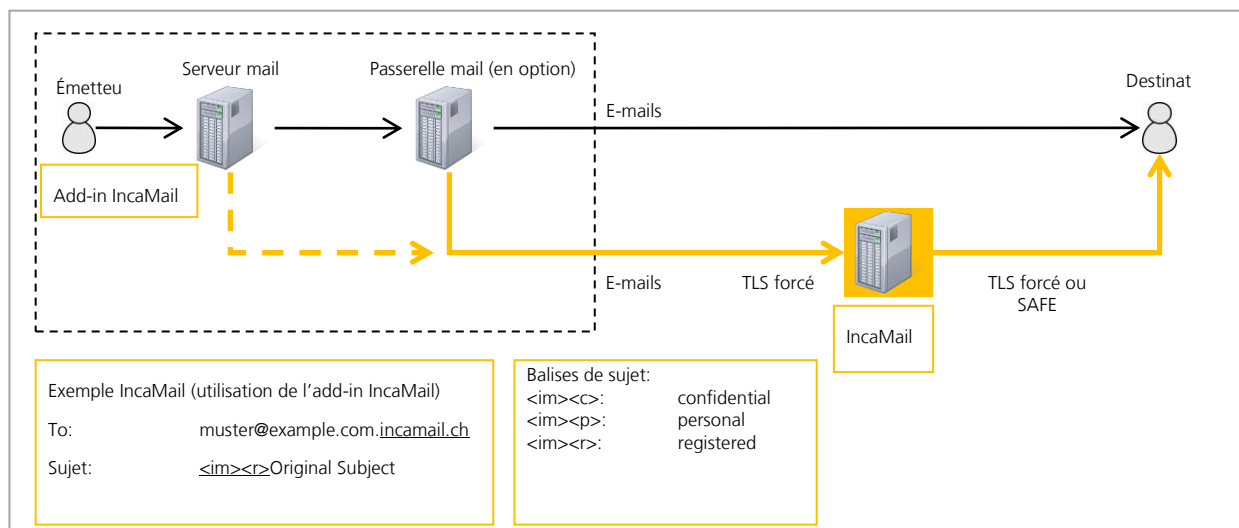 Serveur mail
Passerelle mail (en option)
Émetteu
Destinat
E-mails
Add-in IncaMail
E-mails
TLS forcé
TLS forcé ou
SAFE
IncaMail
Exemple IncaMail (utilisation de l’add-in IncaMail)
To: muster@example.com.incamail.ch
Sujet: <im><r>Original Subject
Balises de sujet:
<im><c>: confidential
<im><p>: personal
<im><r>: registered